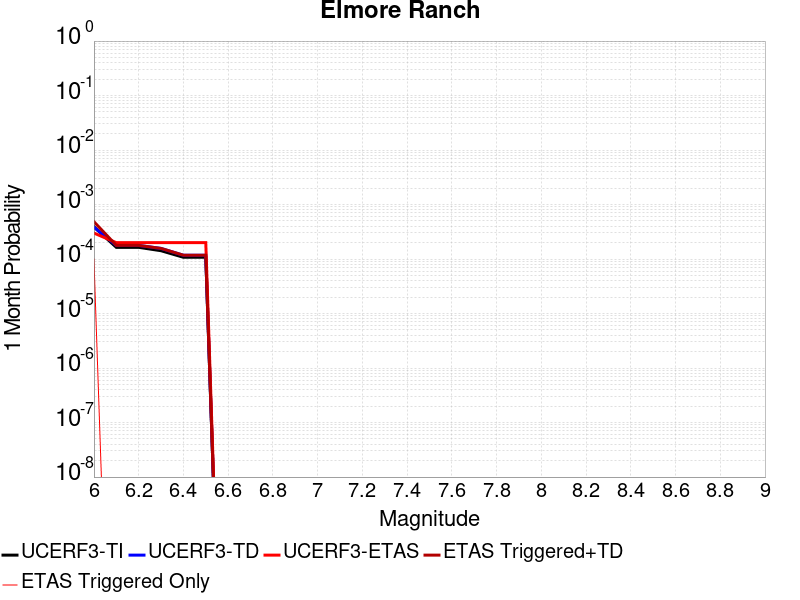 Elmore Ranch
10^0
10^-1
10^-2
10^-3
10^-4
10^-5
10^-6
10^-7
10^-8
1 Month Probability
6 6.2 6.4 6.6 6.8 7 7.2 7.4 7.6 7.8 8 8.2 8.4 8.6 8.8 9
Magnitude
UCERF3-TI UCERF3-TD UCERF3-ETAS ETAS Triggered+TD
ETAS Triggered Only